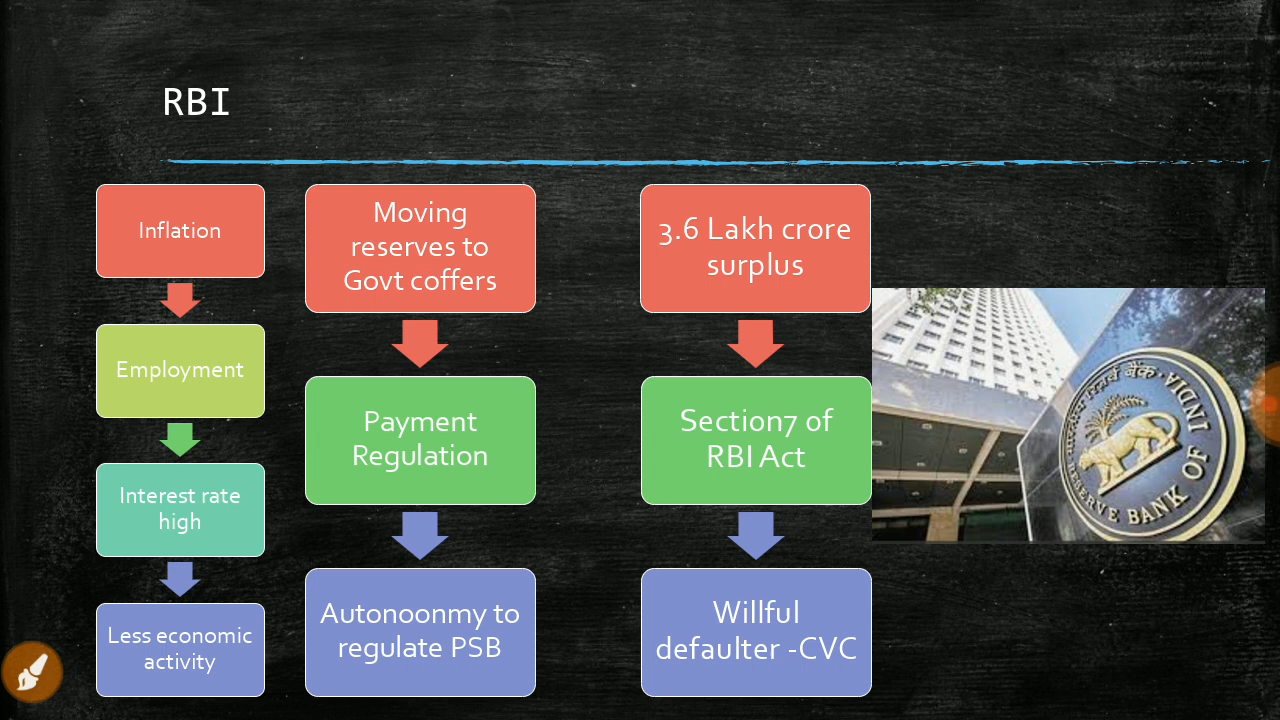 RBI
Inflation
Employment
Interest rate
high
Less economic
activity
Moving
reserves to
Govt coffers
Payment
Regulation
Autonoonmy to
regulate PSB
3.6 Lakh crore
surplus
Section7 of
RBI Act
Willful
defaulter -CVC
रिज़र्व बैंक
RESERVE BANK OF INDIA